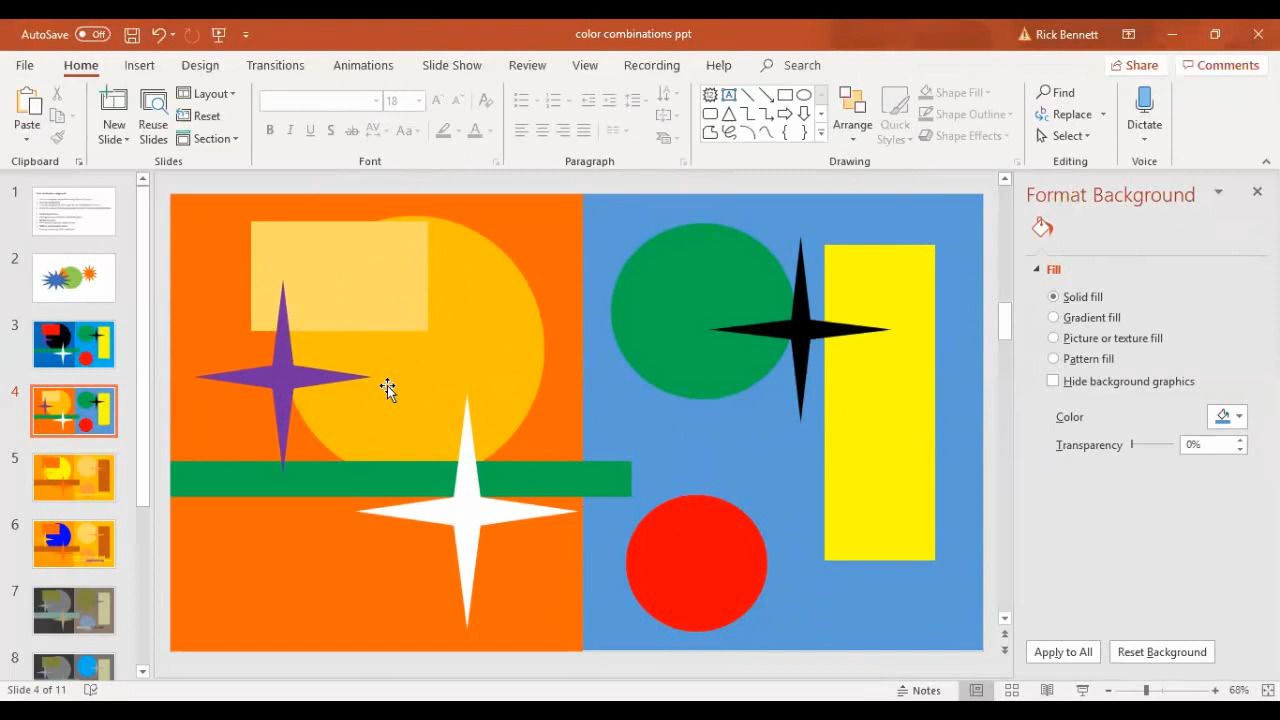 AutoSave Off
color combinations ppt
Rick Bennett
File Home Insert Design Transitions Animations Slide Show Review View Recording Help Search
Share Comments
Paste
New Slides
Reuse Slides
Layout
Reset
Section
18
Arrange
Quick Styles
Shape Fill
Shape Outline
Shape Effects
Find
Replace
Select
Dictate
Clipboard Slides Font Paragraph Drawing Editing Voice
1
2
3
4
5
6
7
8
Format Background
Fill
Solid fill
Gradient fill
Picture or texture fill
Pattern fill
Hide background graphics
Color
Transparency 0%
Apply to All Reset Background
Slide 4 of 11
Notes
68%